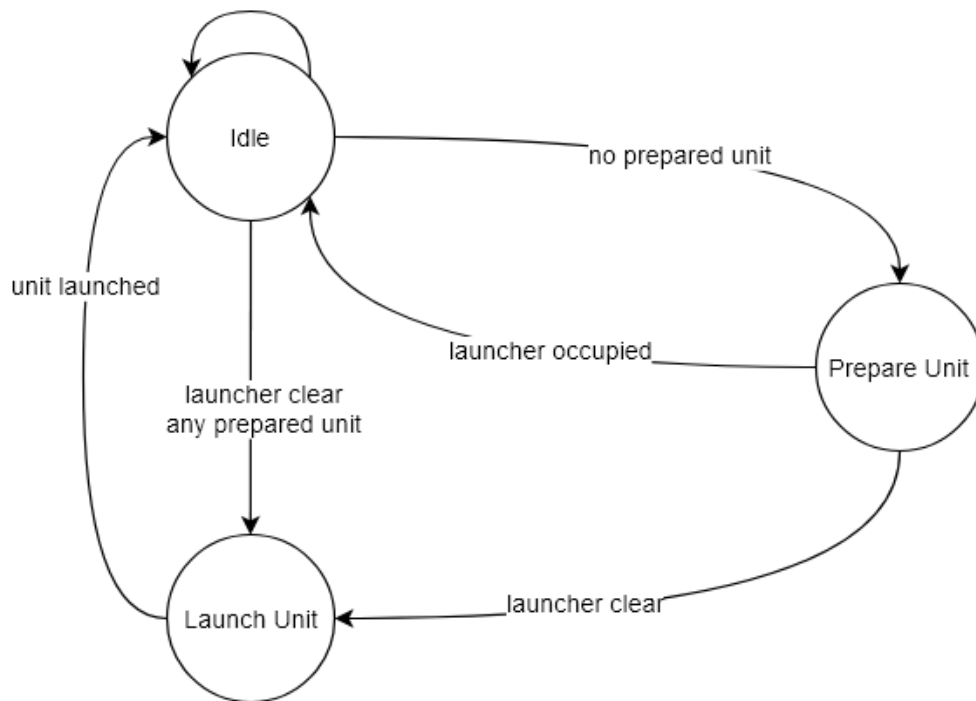 Idle
no prepared unit
unit launched
launcher occupied
Prepare Unit
launcher clear
any prepared unit
launcher clear
Launch Unit